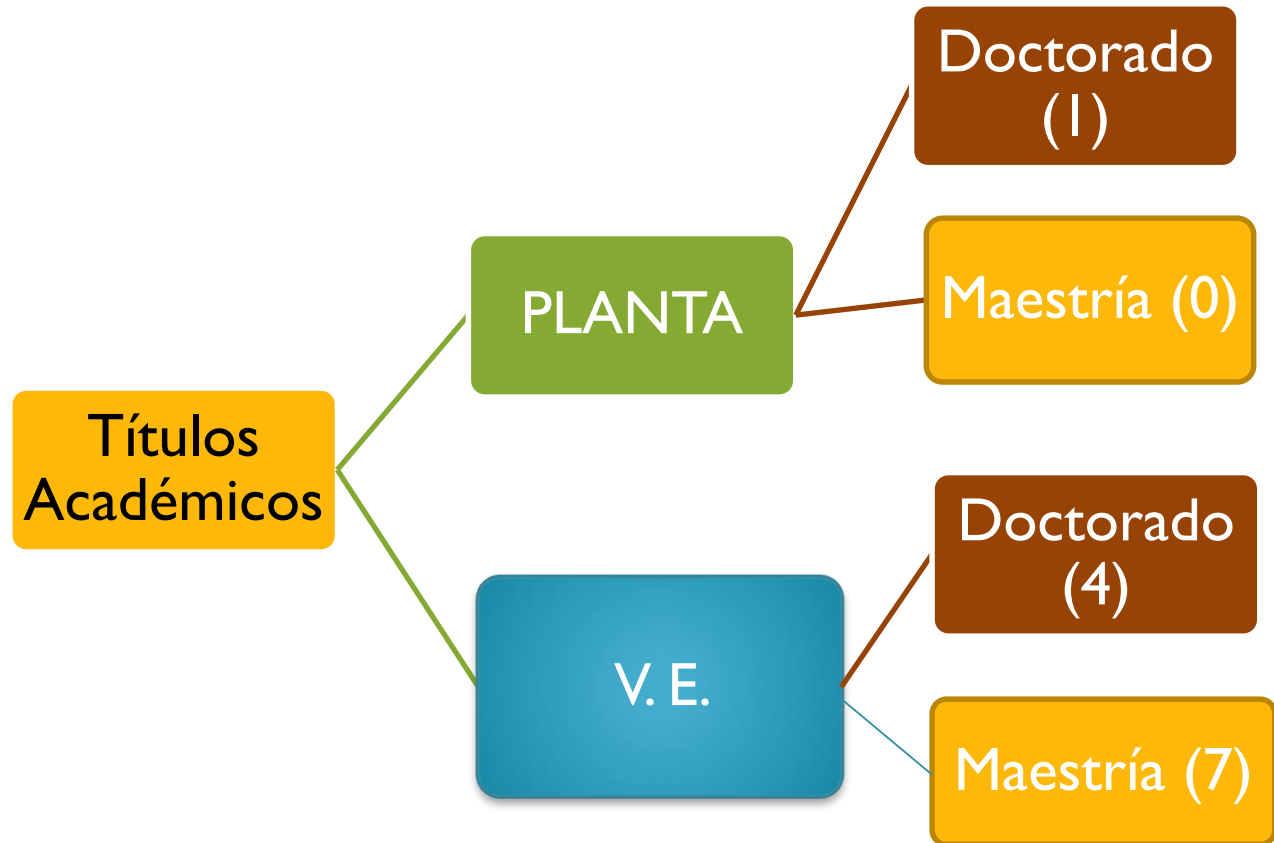 Doctorado
(1)
PLANTA
Maestría (0)
Títulos
Académicos
Doctorado
(4)
V. E.
Maestría (7)